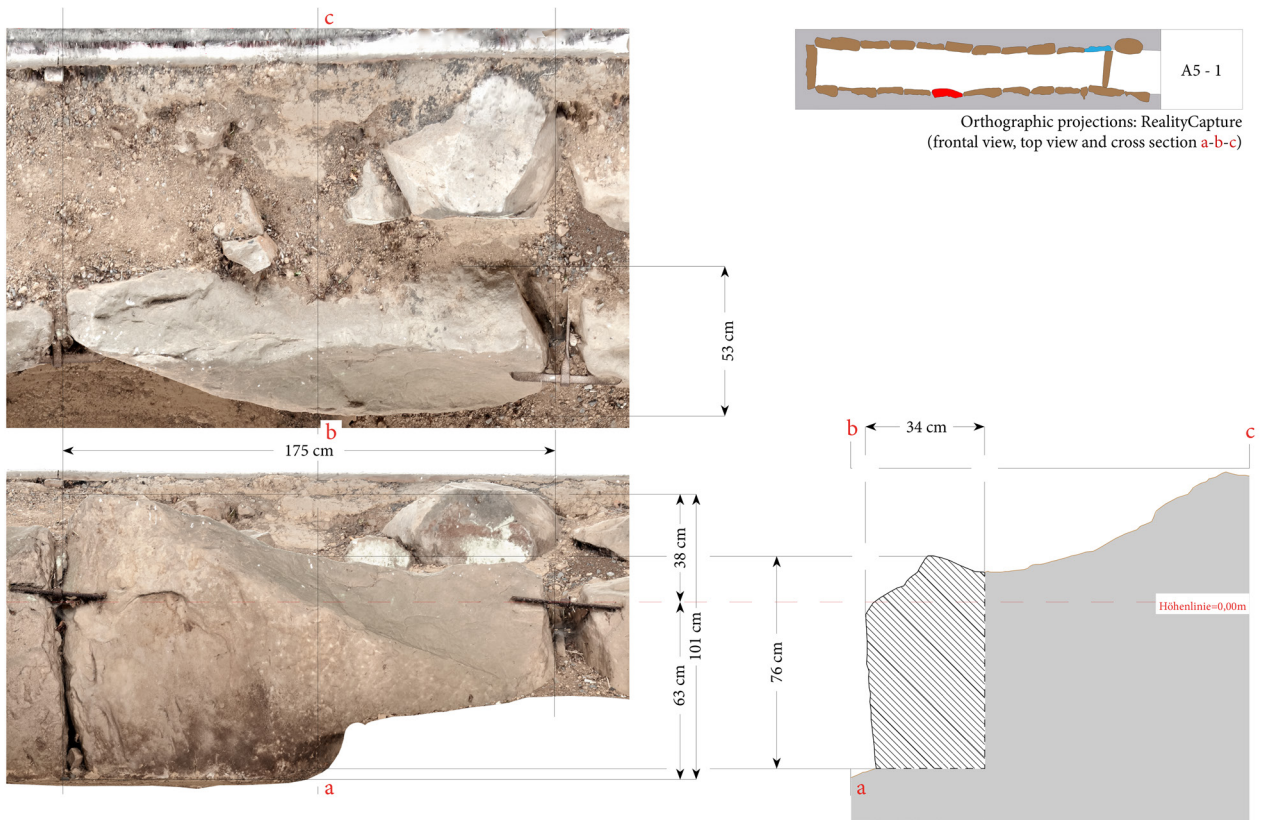 c
A5 - 1
Orthographic projections: RealityCapture
(frontal view, top view and cross section a-b-c)
53 cm
b
175 cm
38 cm
101 cm
63 cm
76 cm
a
b
34 cm
c
Höhenlinie=0,00m
a